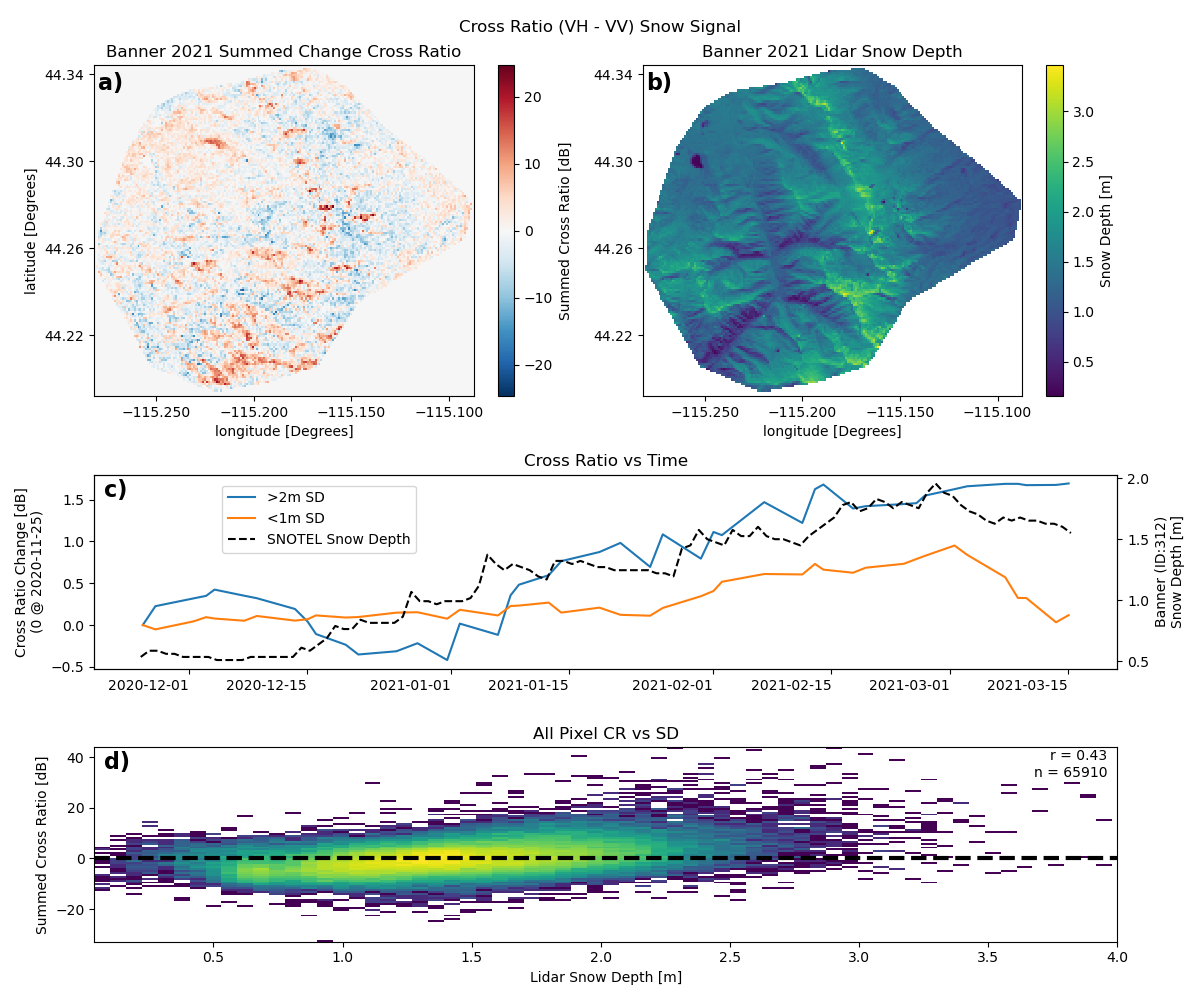 Cross Ratio (VH - VV) Snow Signal
Banner 2021 Summed Change Cross Ratio
a)
44.34
44.30
44.26
44.22
latitude [Degrees]
−115.250
−115.200
−115.150
−115.100
longitude [Degrees]
20
10
0
−10
−20
Summed Cross Ratio [dB]
Banner 2021 Lidar Snow Depth
b)
44.34
44.30
44.26
44.22
−115.250
−115.200
−115.150
−115.100
longitude [Degrees]
3.0
2.5
2.0
1.5
1.0
0.5
Snow Depth [m]
Cross Ratio vs Time
c)
>2m SD
<1m SD
SNOTEL Snow Depth
1.5
1.0
0.5
0.0
−0.5
Cross Ratio Change [dB]
(0 @ 2020-11-25)
2.0
1.5
1.0
0.5
Banner (ID:312)
Snow Depth [m]
2020-12-01
2020-12-15
2021-01-01
2021-01-15
2021-02-01
2021-02-15
2021-03-01
2021-03-15
All Pixel CR vs SD
d)
r = 0.43
n = 65910
40
20
0
−20
Summed Cross Ratio [dB]
0.5
1.0
1.5
2.0
2.5
3.0
3.5
4.0
Lidar Snow Depth [m]